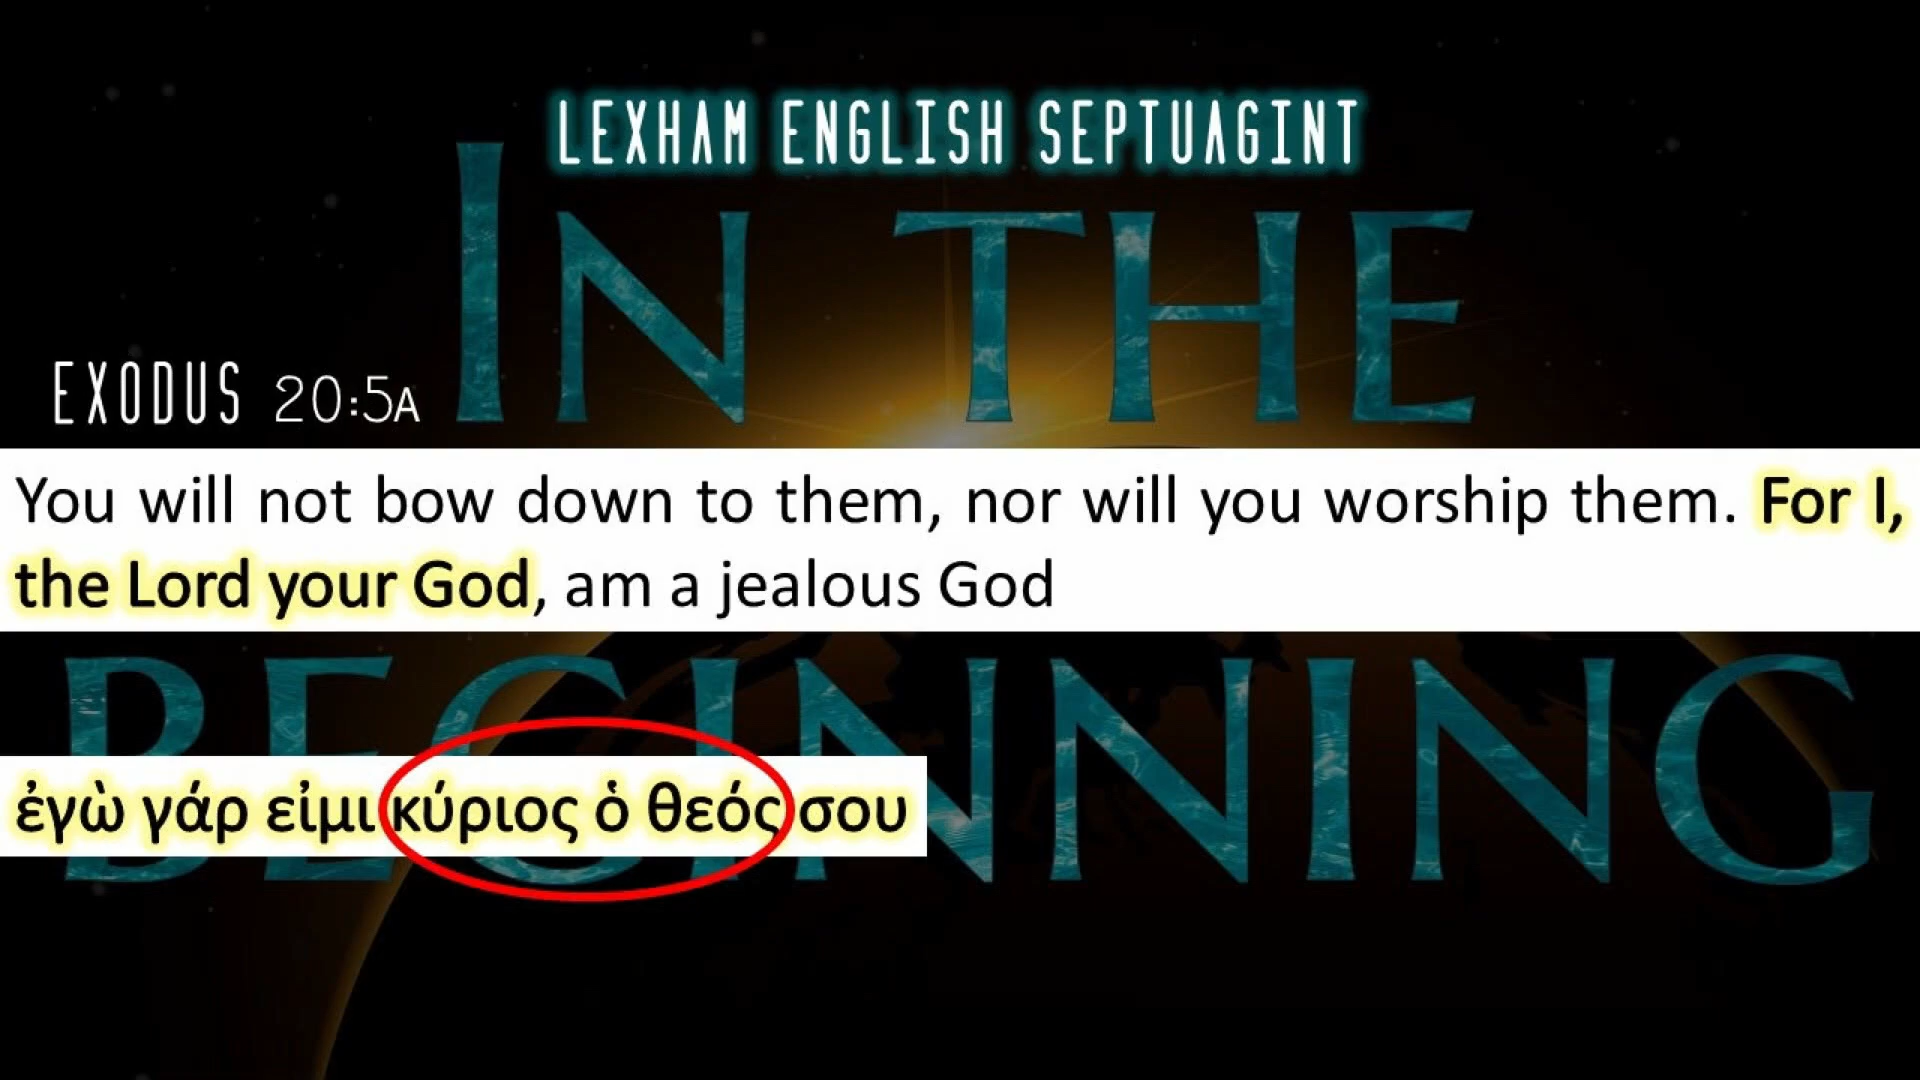 LEXHAM ENGLISH SEPTUAGINT
IN THE
EXODUS 20:5A
You will not bow down to them, nor will you worship them. For I,
the Lord your God, am a jealous God
BEGINNING
ἐγὼ γάρ εἰμι κύριος ὁ θεός σου